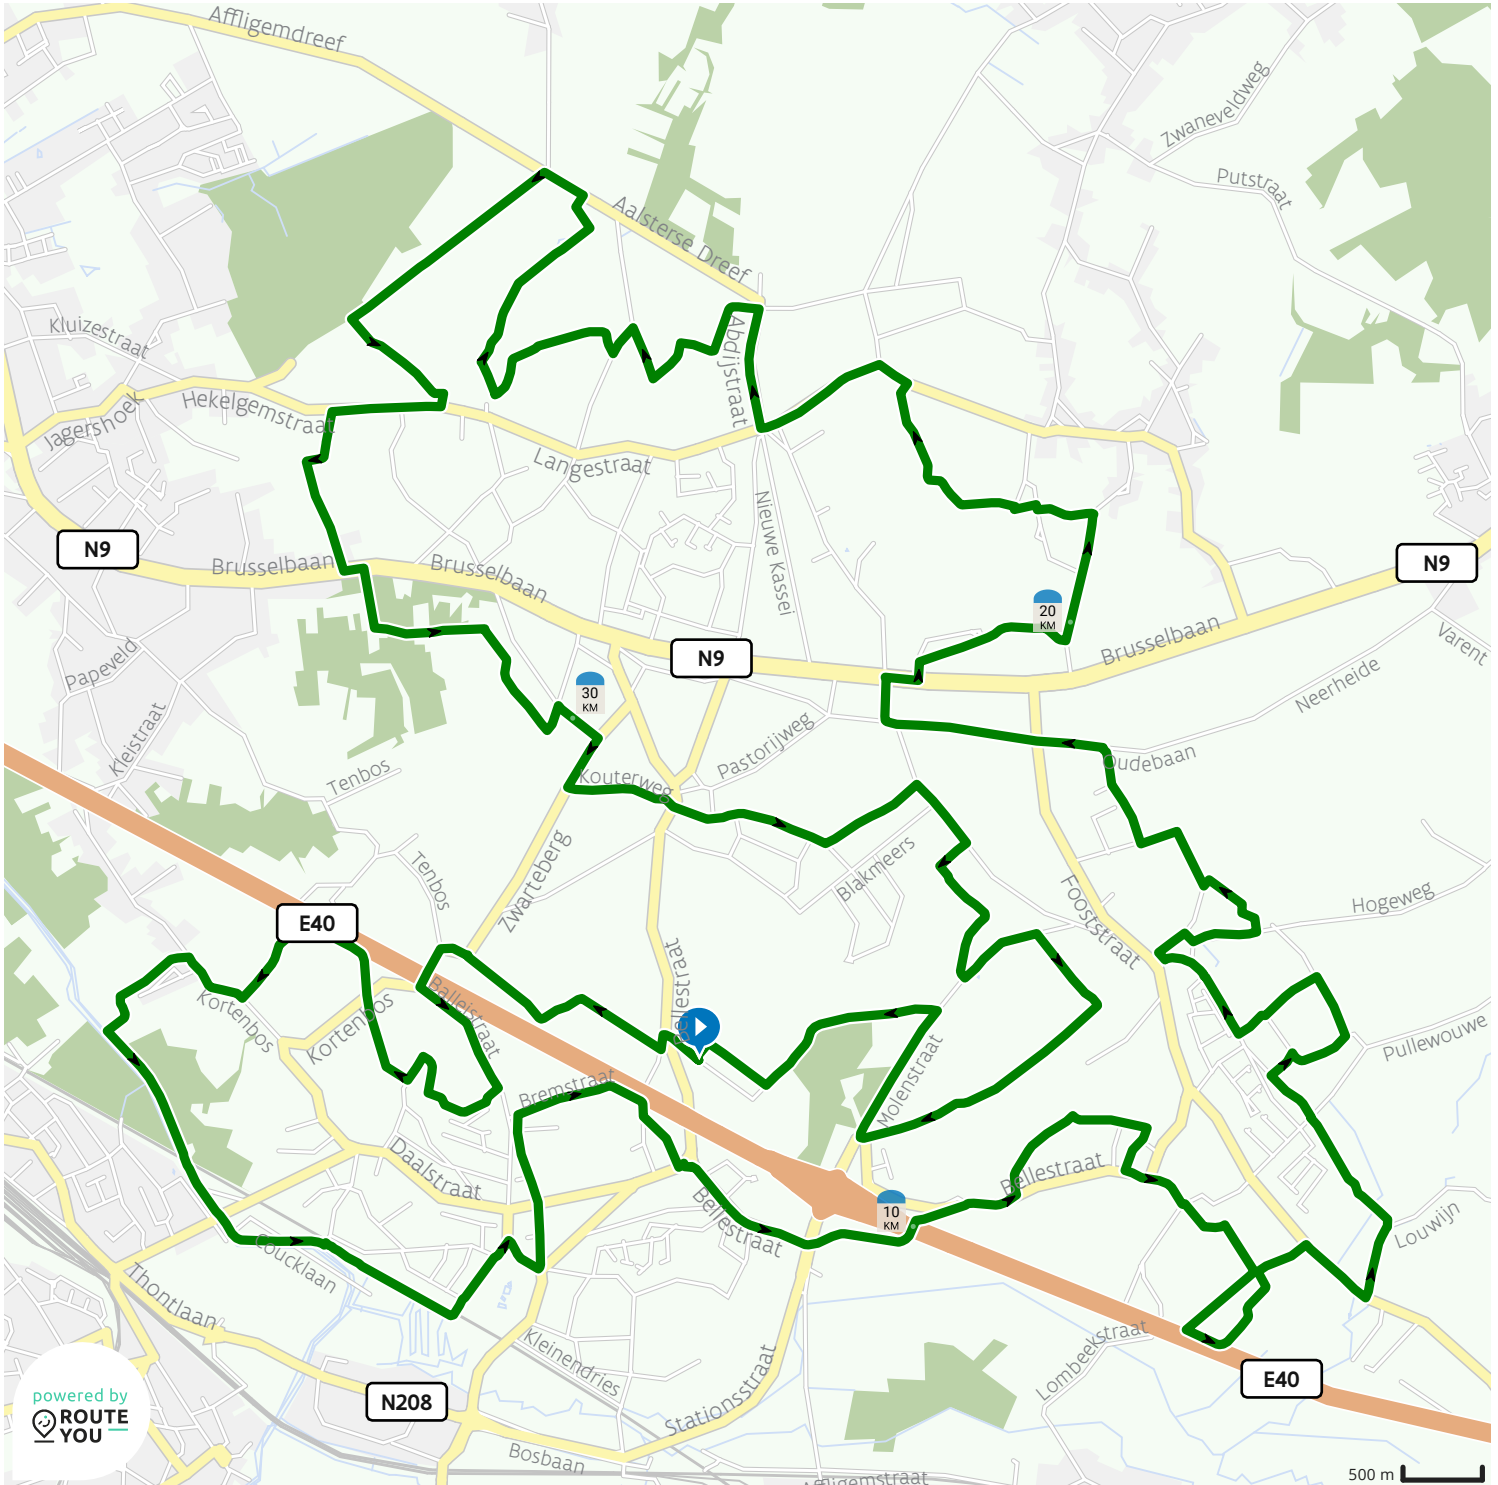 Affligemdreef
Zwaneveldweg
Putstraat
Aalsterse Dreef
Kluizestraat
Abdijstraat
Jagershoek
Hekelgemstraat
Langestraat
Nieuwe Kassei
N9
Brusselbaan
Brusselbaan
N9
20
KM
Brusselbaan
Varent
N9
Papeveld
30
KM
Neerheide
Kleistraat
Pastorijweg
Oudebaan
Tenbos
Kouterweg
Tenbos
Zwarteberg
Blakmeers
Fooststraat
Hogeweg
E40
Bellestraat
Kortenbos
Kortenbos
Balleistraat
Pullewouwe
Molenstraat
Bremstraat
Daalstraat
Bellestraat
Bellestraat
10
KM
Louwijn
Coucklaan
Thontlaan
Kleinendries
Lombeekstraat
E40
powered by
ROUTE
YOU
N208
Stationsstraat
Bosbaan
500 m